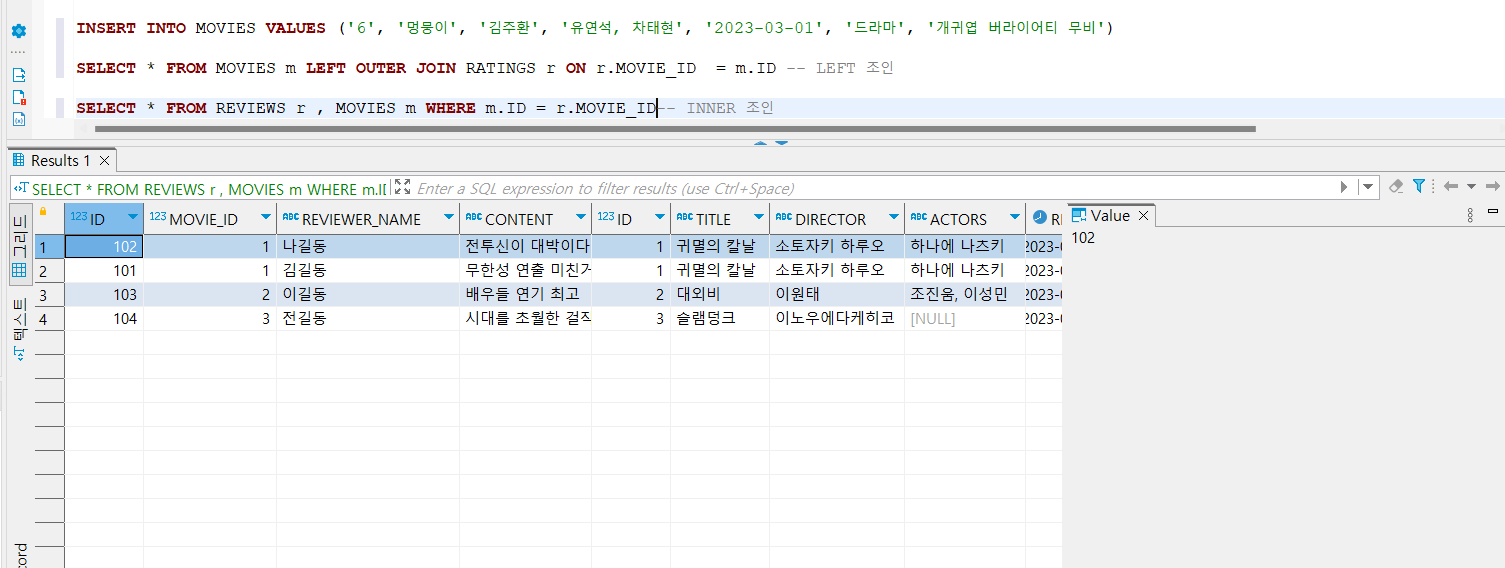 INSERT INTO MOVIES VALUES ('6', '멍뭉이', '김주환', '유연석, 차태현', '2023-03-01', '드라마', '개귀엽 버라이어티 무비')
SELECT * FROM MOVIES m LEFT OUTER JOIN RATINGS r ON r.MOVIE_ID  = m.ID -- LEFT 조인
SELECT * FROM REVIEWS r , MOVIES m WHERE m.ID = r.MOVIE_ID-- INNER 조인
Results 1
SELECT * FROM REVIEWS r , MOVIES m WHERE m.ID Enter a SQL expression to filter results (use Ctrl+Space)
그리드
텍스트
ord
123 ID 123 MOVIE_ID ABC REVIEWER_NAME ABC CONTENT 123 ID ABC TITLE ABC DIRECTOR ABC ACTORS RE
1 102 1 나길동 전투신이 대박이다 1 귀멸의 칼날 소토자키 하루오 하나에 나츠키 2023-0
2 101 1 김길동 무한성 연출 미친거 1 귀멸의 칼날 소토자키 하루오 하나에 나츠키 2023-0
3 103 2 이길동 배우들 연기 최고 2 대외비 이원태 조진웅, 이성민 2023-0
4 104 3 전길동 시대를 초월한 걸작 3 슬램덩크 이노우에다케히코 [NULL] 2023-0
Value
102